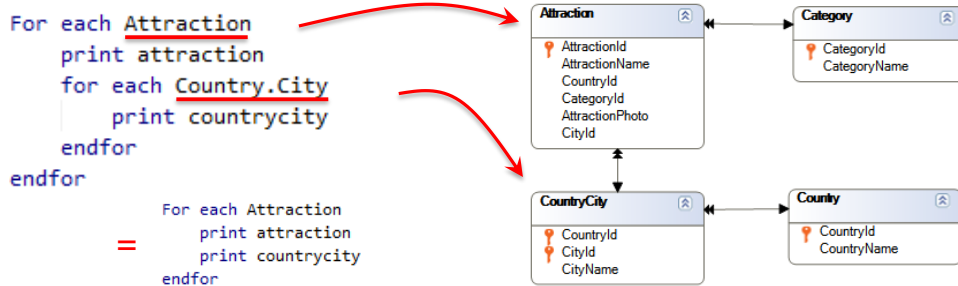 For each Attraction
print attraction
for each Country.City
print countrycity
endfor
endfor
=
For each Attraction
print attraction
print countrycity
endfor
Attraction
AttractionId
AttractionName
CountryId
CategoryId
AttractionPhoto
CityId
Category
CategoryId
CategoryName
CountryCity
CountryId
CityId
CityName
Country
CountryId
CountryName